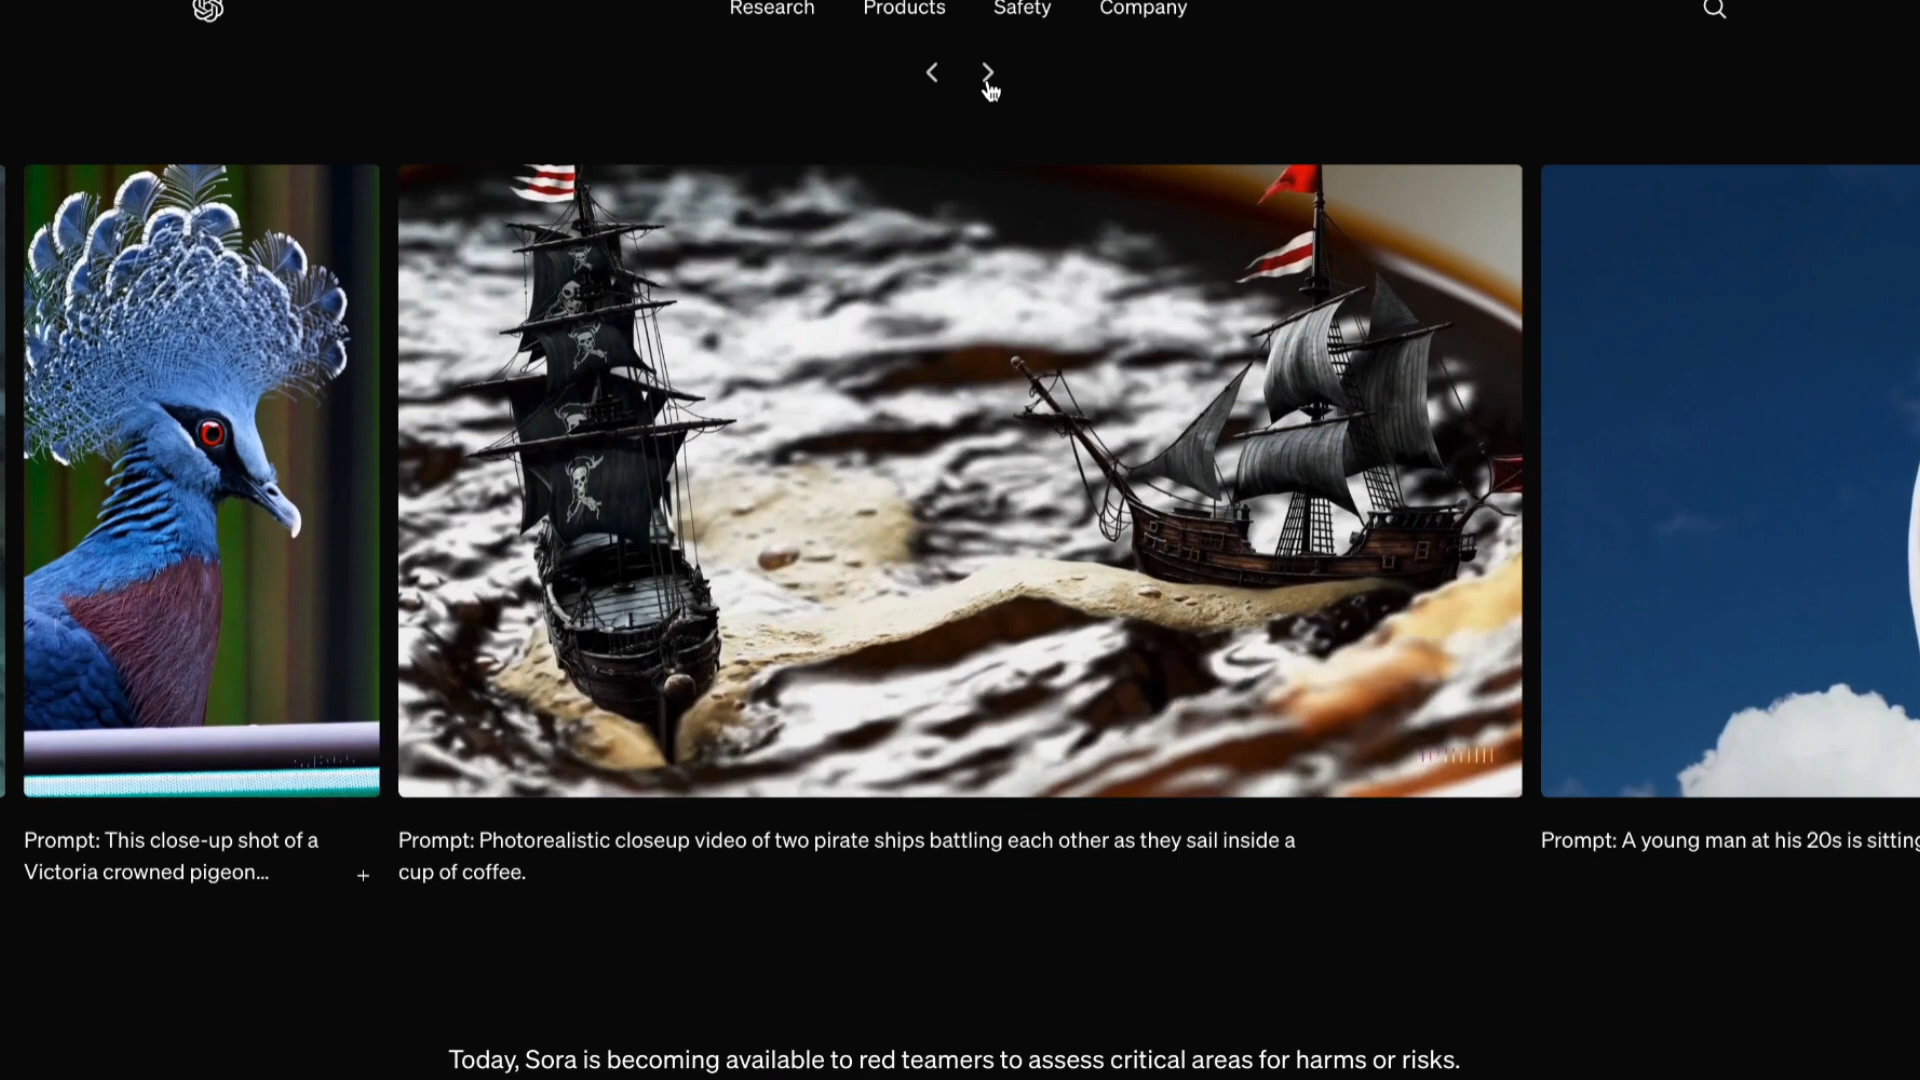 Research Products Safety Company
Prompt: This close-up shot of a
Victoria crowned pigeon...
+
Prompt: Photorealistic closeup video of two pirate ships battling each other as they sail inside a
cup of coffee.
Prompt: A young man at his 20s is sitting
Today, Sora is becoming available to red teamers to assess critical areas for harms or risks.